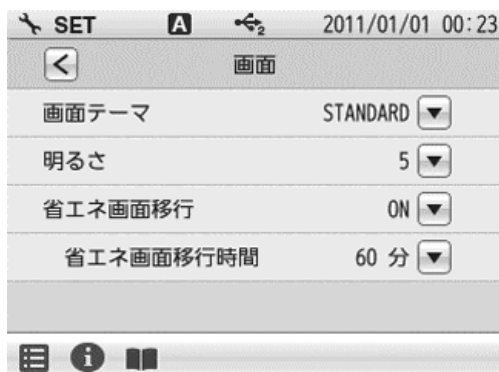 SET A 2 2011/01/01 00:23
画面
画面テーマ STANDARD
明るさ 5
省エネ画面移行 ON
省エネ画面移行時間 60 分